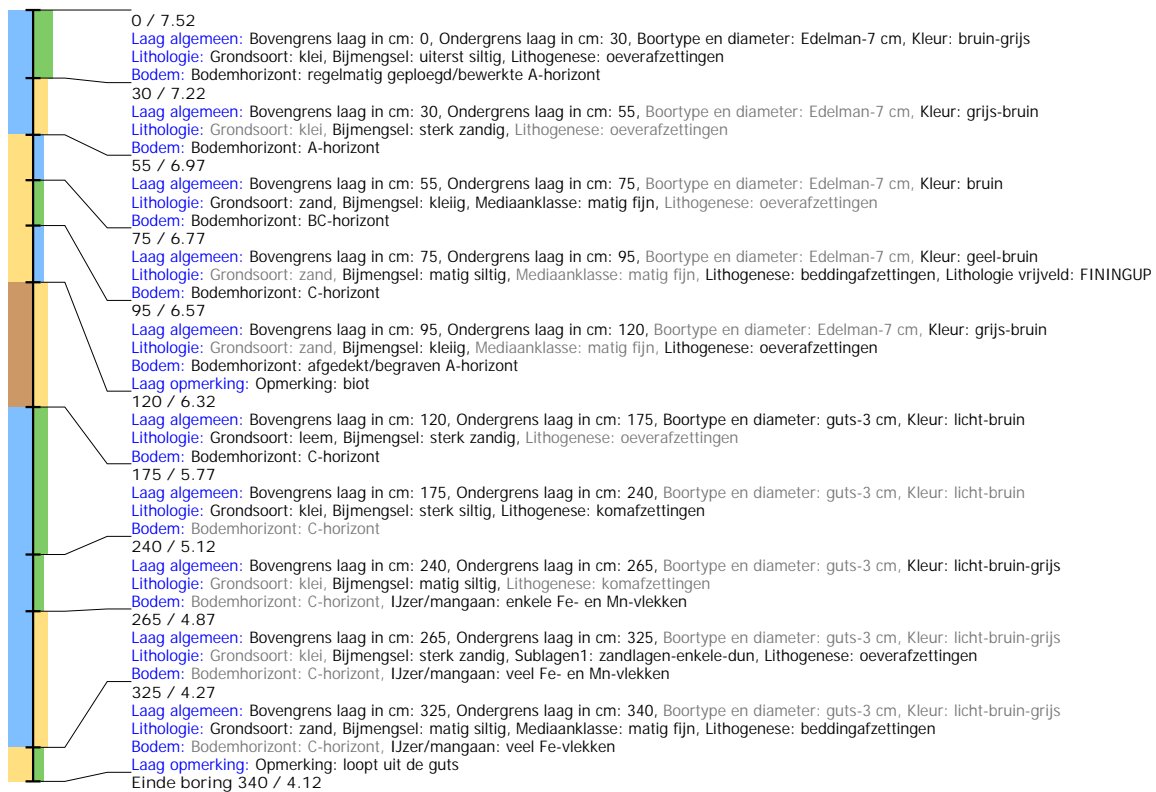 0 / 7.52
Laag algemeen: Bovengrens laag in cm: 0, Ondergrens laag in cm: 30, Boortype en diameter: Edelman-7 cm, Kleur: bruin-grijs
Lithologie: Grondsoort: klei, Bijmengsel: uiterst siltig, Lithogenese: oeverafzettingen
Bodem: Bodemhorizont: regelmatig geploegd/bewerkte A-horizont
30 / 7.22
Laag algemeen: Bovengrens laag in cm: 30, Ondergrens laag in cm: 55, Boortype en diameter: Edelman-7 cm, Kleur: grijs-bruin
Lithologie: Grondsoort: klei, Bijmengsel: sterk zandig, Lithogenese: oeverafzettingen
Bodem: Bodemhorizont: A-horizont
55 / 6.97
Laag algemeen: Bovengrens laag in cm: 55, Ondergrens laag in cm: 75, Boortype en diameter: Edelman-7 cm, Kleur: bruin
Lithologie: Grondsoort: zand, Bijmengsel: kleiig, Mediaanklasse: matig fijn, Lithogenese: oeverafzettingen
Bodem: Bodemhorizont: BC-horizont
75 / 6.77
Laag algemeen: Bovengrens laag in cm: 75, Ondergrens laag in cm: 95, Boortype en diameter: Edelman-7 cm, Kleur: geel-bruin
Lithologie: Grondsoort: zand, Bijmengsel: matig siltig, Mediaanklasse: matig fijn, Lithogenese: beddingafzettingen, Lithologie vrijveld: FININGUP
Bodem: Bodemhorizont: C-horizont
95 / 6.57
Laag algemeen: Bovengrens laag in cm: 95, Ondergrens laag in cm: 120, Boortype en diameter: Edelman-7 cm, Kleur: grijs-bruin
Lithologie: Grondsoort: zand, Bijmengsel: kleiig, Mediaanklasse: matig fijn, Lithogenese: oeverafzettingen
Bodem: Bodemhorizont: afgedekt/begraven A-horizont
Laag opmerking: Opmerking: biot
120 / 6.32
Laag algemeen: Bovengrens laag in cm: 120, Ondergrens laag in cm: 175, Boortype en diameter: guts-3 cm, Kleur: licht-bruin
Lithologie: Grondsoort: leem, Bijmengsel: sterk zandig, Lithogenese: oeverafzettingen
Bodem: Bodemhorizont: C-horizont
175 / 5.77
Laag algemeen: Bovengrens laag in cm: 175, Ondergrens laag in cm: 240, Boortype en diameter: guts-3 cm, Kleur: licht-bruin
Lithologie: Grondsoort: klei, Bijmengsel: sterk siltig, Lithogenese: komafzettingen
Bodem: Bodemhorizont: C-horizont
240 / 5.12
Laag algemeen: Bovengrens laag in cm: 240, Ondergrens laag in cm: 265, Boortype en diameter: guts-3 cm, Kleur: licht-bruin-grijs
Lithologie: Grondsoort: klei, Bijmengsel: matig siltig, Lithogenese: komafzettingen
Bodem: Bodemhorizont: C-horizont, IJzer/mangaan: enkele Fe- en Mn-vlekken
265 / 4.87
Laag algemeen: Bovengrens laag in cm: 265, Ondergrens laag in cm: 325, Boortype en diameter: guts-3 cm, Kleur: licht-bruin-grijs
Lithologie: Grondsoort: klei, Bijmengsel: sterk zandig, Sublagen1: zandlagen-enkele-dun, Lithogenese: oeverafzettingen
Bodem: Bodemhorizont: C-horizont, IJzer/mangaan: veel Fe- en Mn-vlekken
325 / 4.27
Laag algemeen: Bovengrens laag in cm: 325, Ondergrens laag in cm: 340, Boortype en diameter: guts-3 cm, Kleur: licht-bruin-grijs
Lithologie: Grondsoort: zand, Bijmengsel: matig siltig, Mediaanklasse: matig fijn, Lithogenese: beddingafzettingen
Bodem: Bodemhorizont: C-horizont, IJzer/mangaan: veel Fe-vlekken
Laag opmerking: Opmerking: loopt uit de guts
Einde boring 340 / 4.12